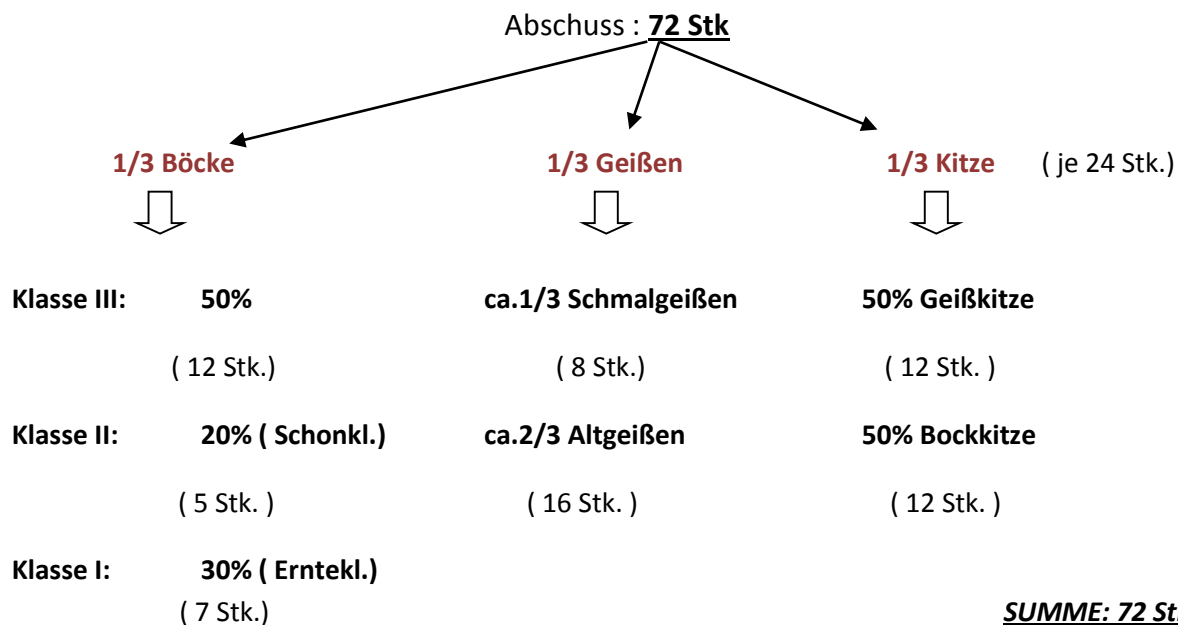 Abschuss : 72 Stk
1/3 Böcke 1/3 Geißen 1/3 Kitze ( je 24 Stk.)
Klasse III: 50% ca.1/3 Schmalgeißen 50% Geißkitze
( 12 Stk.) ( 8 Stk.) ( 12 Stk. )
Klasse II: 20% ( Schonkl.) ca.2/3 Altgeißen 50% Bockkitze
( 5 Stk. ) ( 16 Stk. ) ( 12 Stk. )
Klasse I: 30% ( Erntekl.)
( 7 Stk.) SUMME: 72 St